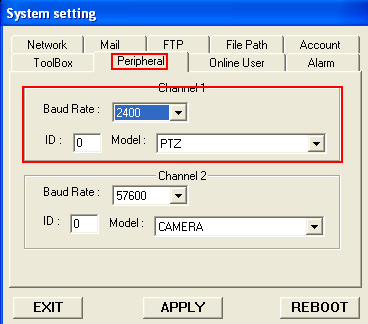 System setting
Network Mail FTP File Path Account
ToolBox Peripheral Online User Alarm
Channel 1
Baud Rate : 2400
ID : 0 Model : PTZ
Channel 2
Baud Rate : 57600
ID : 0 Model : CAMERA
EXIT APPLY REBOOT